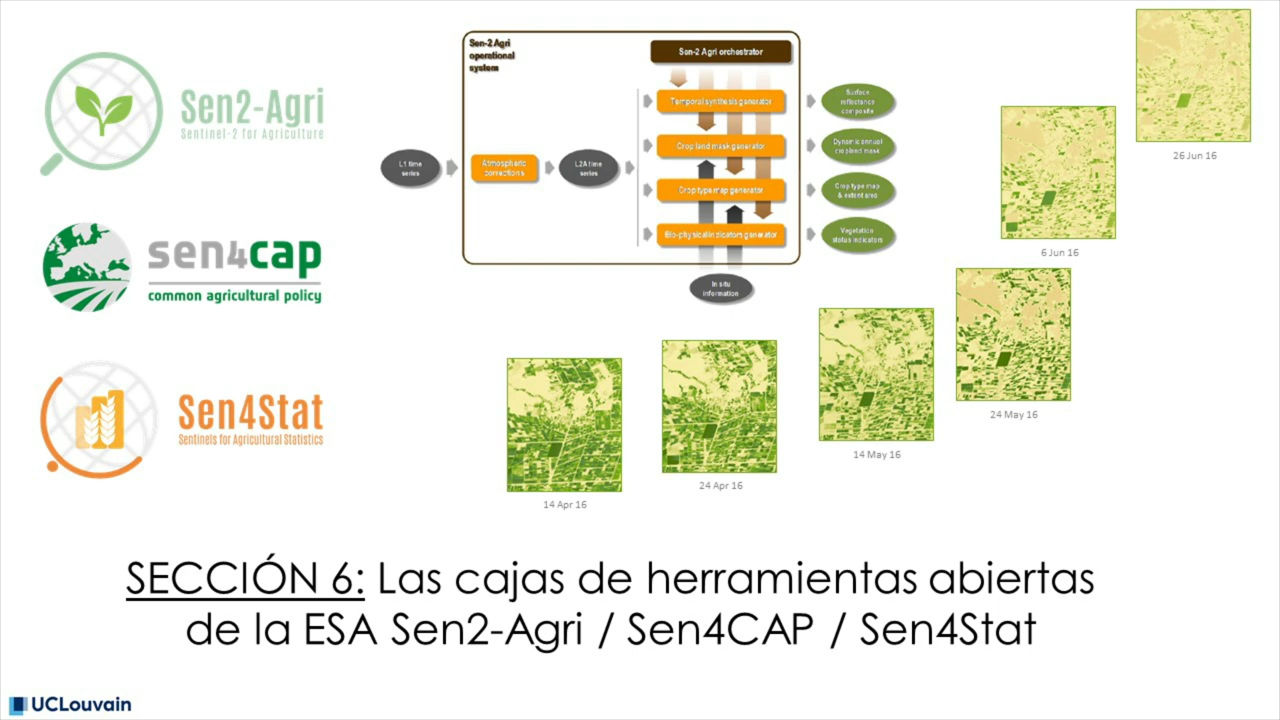 Sen2-Agri
Sentinel-2 for Agriculture
sen4cap
common agricultural policy
Sen4Stat
Sentinels for Agricultural Statistics
Sen-2 Agri
operational
system
Sen-2 Agri orchestrator
L1 time
series
Atmospheric
corrections
L2A time
series
Temporal synthesis generator
Crop land mask generator
Crop type map generator
Bio-physical indicators generator
Surface
reflectance
composite
Dynamic annual
cropland mask
Crop type map
& extent area
Vegetation
status indicators
In situ
information
14 Apr 16
24 Apr 16
14 May 16
24 May 16
6 Jun 16
26 Jun 16
SECCIÓN 6: Las cajas de herramientas abiertas
de la ESA Sen2-Agri / Sen4CAP / Sen4Stat
UCLouvain